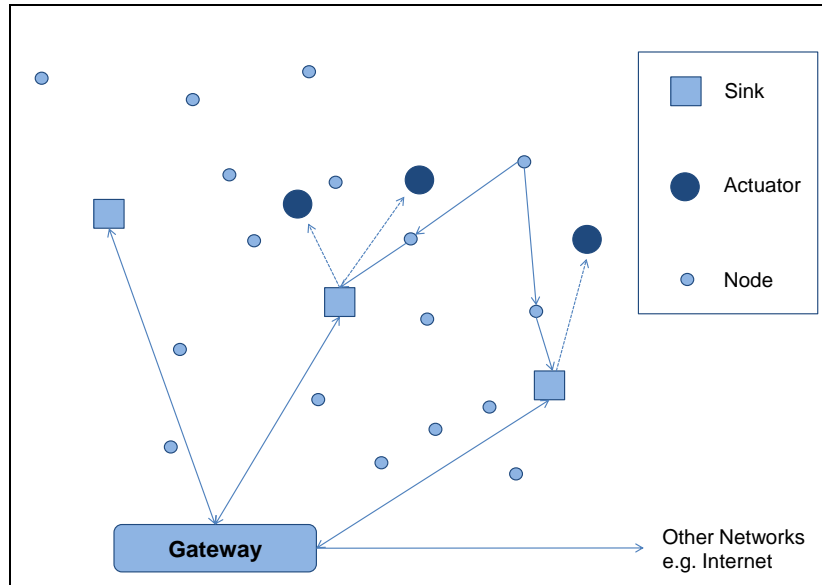 Sink
Actuator
Node
Gateway
Other Networks
e.g. Internet